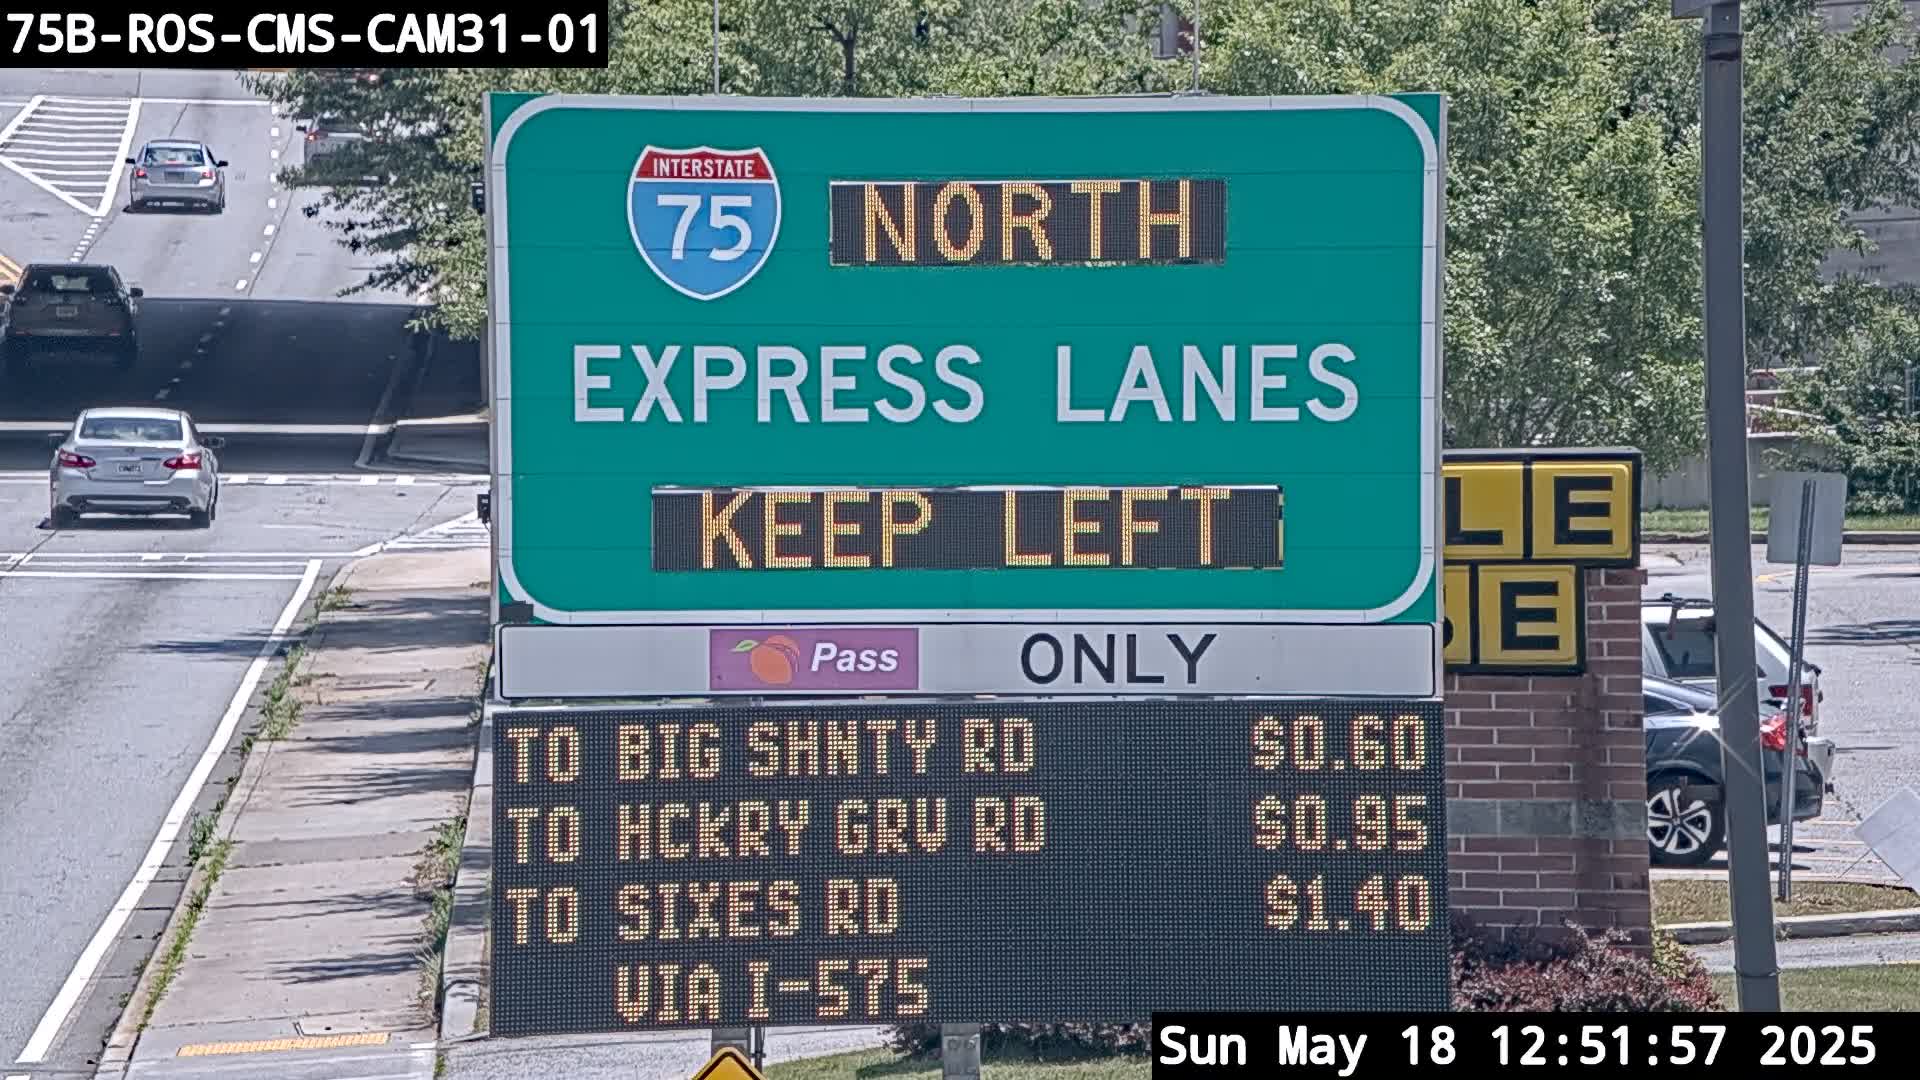 75B-ROS-CMS-CAM31-01
INTERSTATE
75
NORTH
EXPRESS LANES
KEEP LEFT
Pass ONLY
TO BIG SHNTY RD $0.60
TO HCKRY GRV RD $0.95
TO SIXES RD $1.40
VIA I-575
LE
E
Sun May 18 12:51:57 2025